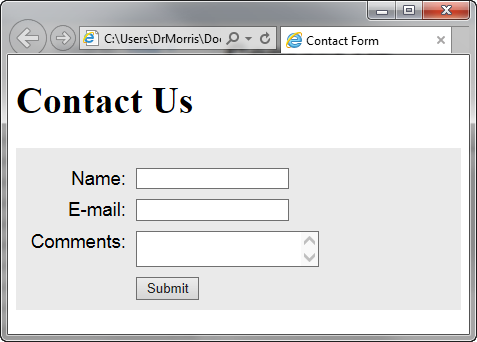 C:\Users\DrMorris\Doc
Contact Form
Contact Us
Name:
E-mail:
Comments:
Submit